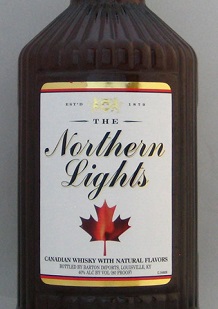 EST'D 1879
THE
Northern
Lights
CANADIAN WHISKY WITH NATURAL FLAVORS
BOTTLED BY BARTON IMPORTS, LOUISVILLE, KY
40% ALC BY VOL (80 PROOF)